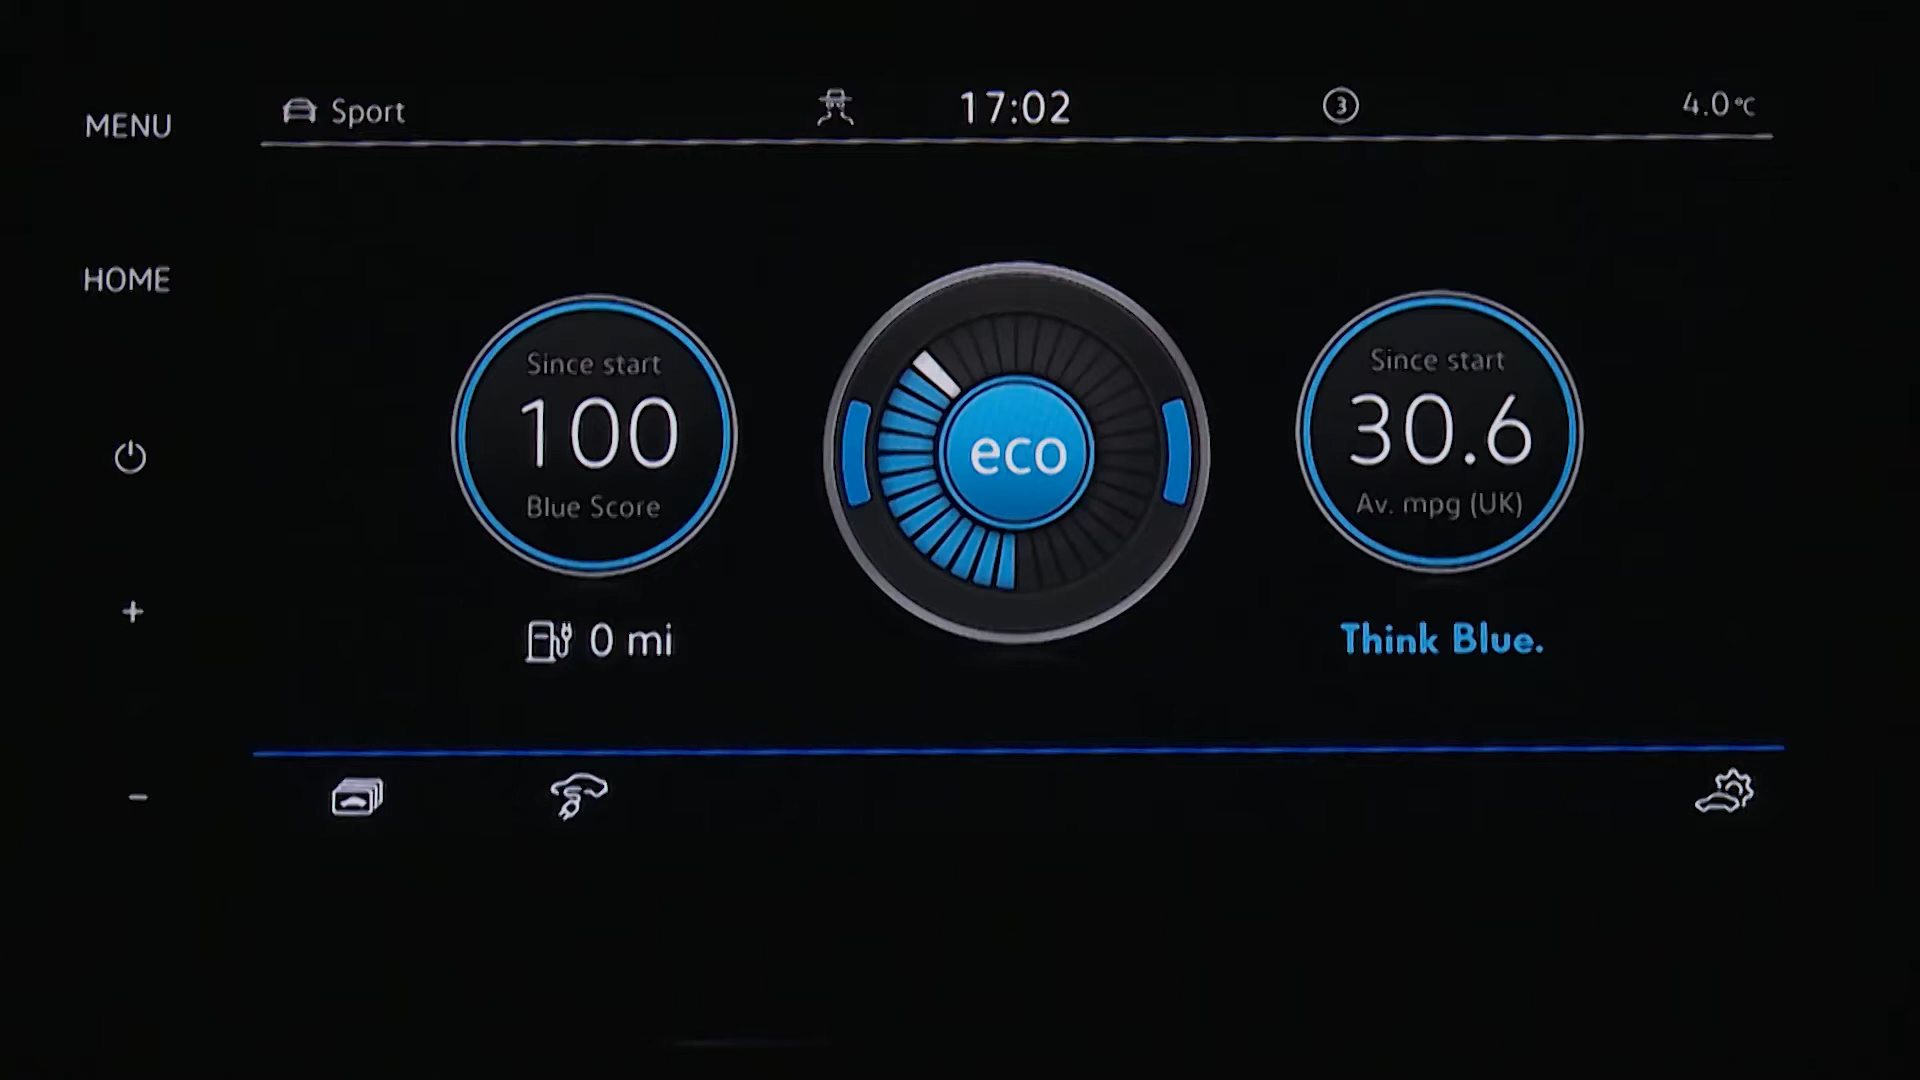 MENU
Sport
17:02
3
4.0°C
HOME
Since start
100
Blue Score
eco
Since start
30.6
Av. mpg (UK)
+
0 mi
Think Blue.
-